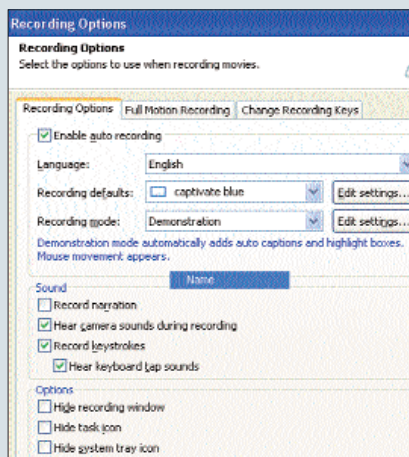 Recording Options
Recording Options
Select the options to use when recording movies.
Recording Options Full Motion Recording Change Recording Keys
Enable auto recording
Language: English
Recording defaults: captivate blue Edit settings...
Recording mode: Demonstration Edit settings...
Demonstration mode automatically adds auto captions and highlight boxes.
Mouse movement appears.
Name
Sound
Record narration
Hear camera sounds during recording
Record keystrokes
Hear keyboard tap sounds
Options
Hide recording window
Hide task icon
Hide system tray icon